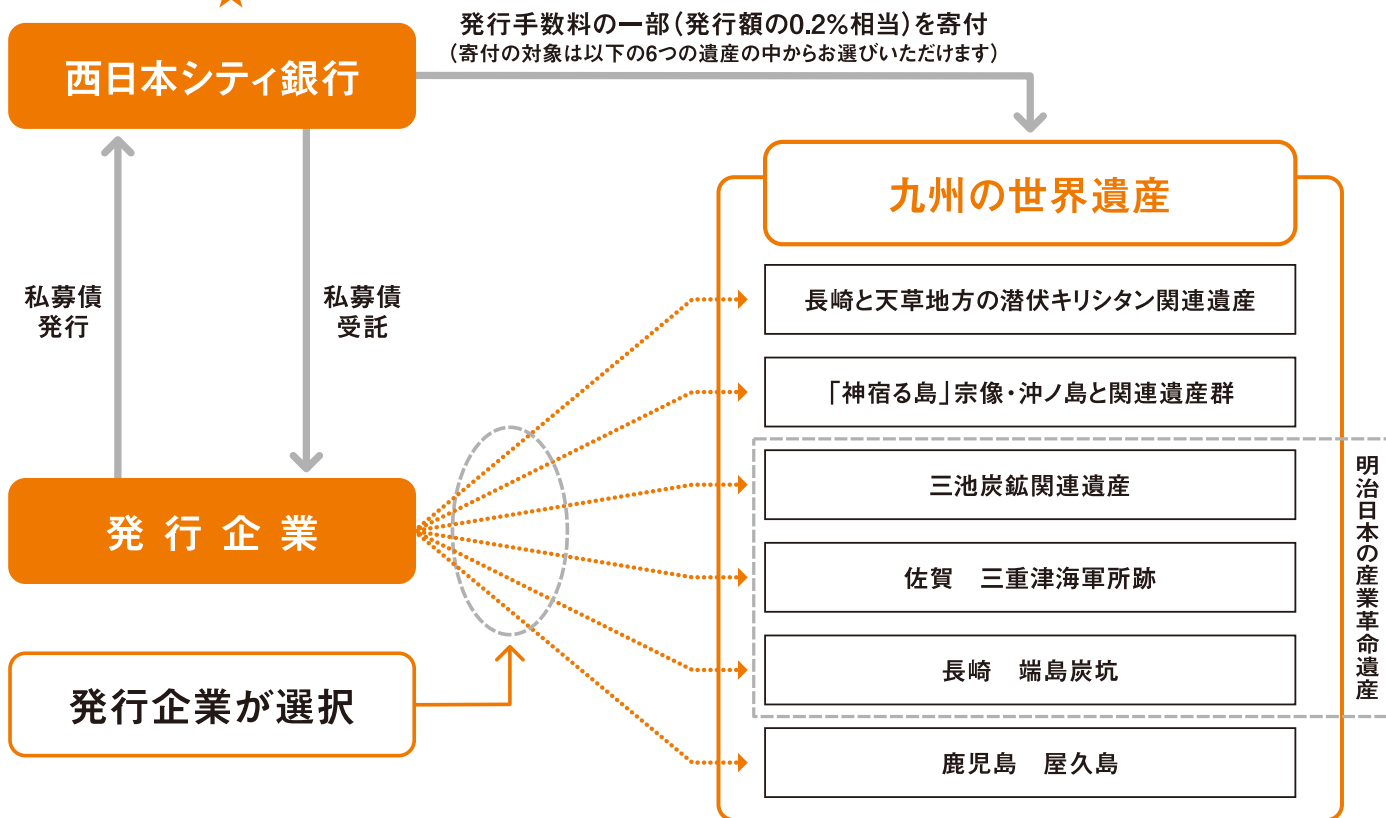 発行手数料の一部(発行額の0.2%相当)を寄付
(寄付の対象は以下の6つの遺産の中からお選びいただけます)
西日本シティ銀行
九州の世界遺産
私募債
発行
私募債
受託
長崎と天草地方の潜伏キリシタン関連遺産
「神宿る島」宗像・沖ノ島と関連遺産群
三池炭鉱関連遺産
佐賀　三重津海軍所跡
長崎　端島炭坑
明治日本の産業革命遺産
鹿児島　屋久島
発行企業
発行企業が選択